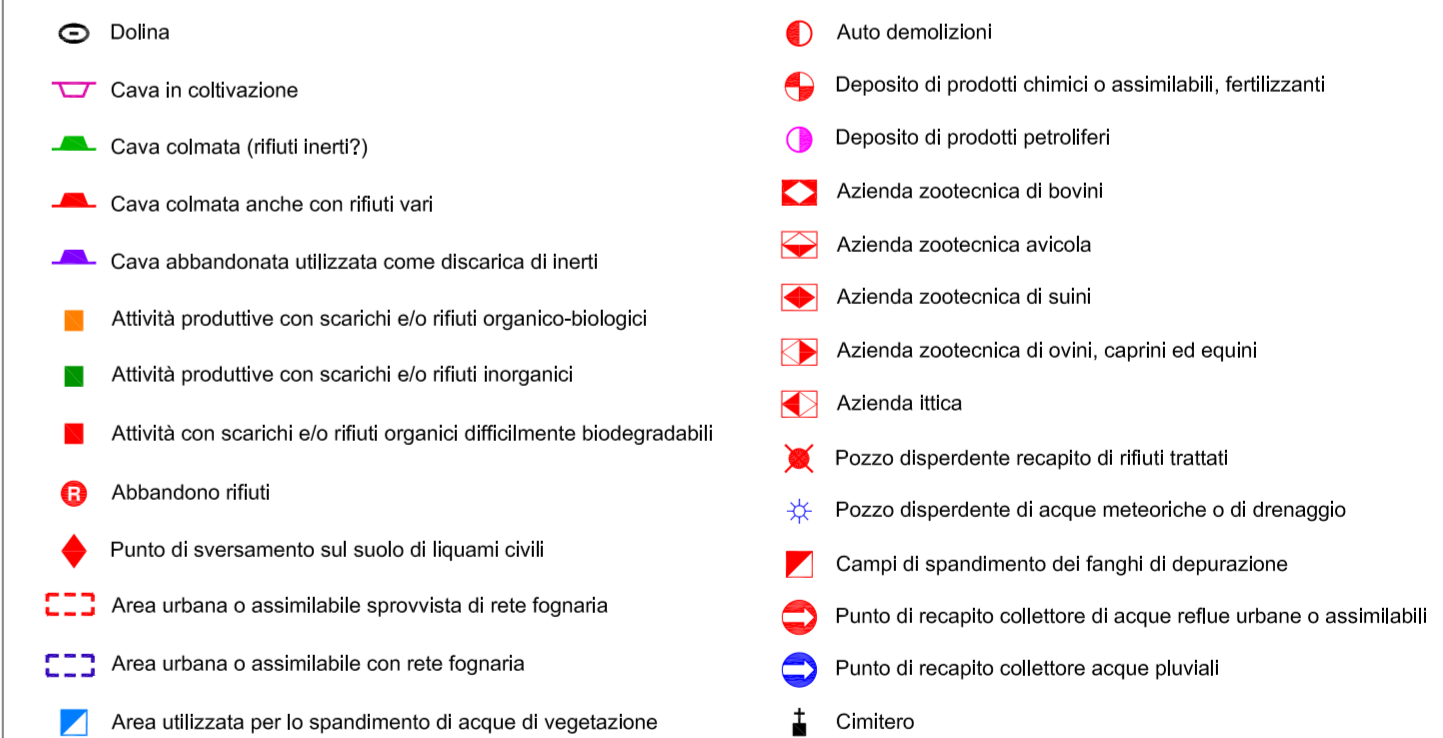 Dolina
Cava in coltivazione
Cava colmata (rifiuti inerti?)
Cava colmata anche con rifiuti vari
Cava abbandonata utilizzata come discarica di inerti
Attività produttive con scarichi e/o rifiuti organico-biologici
Attività produttive con scarichi e/o rifiuti inorganici
Attività con scarichi e/o rifiuti organici difficilmente biodegradabili
R Abbandono rifiuti
Punto di sversamento sul suolo di liquami civili
Area urbana o assimilabile sprovvista di rete fognaria
Area urbana o assimilabile con rete fognaria
Area utilizzata per lo spandimento di acque di vegetazione
Auto demolizioni
Deposito di prodotti chimici o assimilabili, fertilizzanti
Deposito di prodotti petroliferi
Azienda zootecnica di bovini
Azienda zootecnica avicola
Azienda zootecnica di suini
Azienda zootecnica di ovini, caprini ed equini
Azienda ittica
Pozzo disperdente recapito di rifiuti trattati
Pozzo disperdente di acque meteoriche o di drenaggio
Campi di spandimento dei fanghi di depurazione
Punto di recapito collettore di acque reflue urbane o assimilabili
Punto di recapito collettore acque pluviali
Cimitero